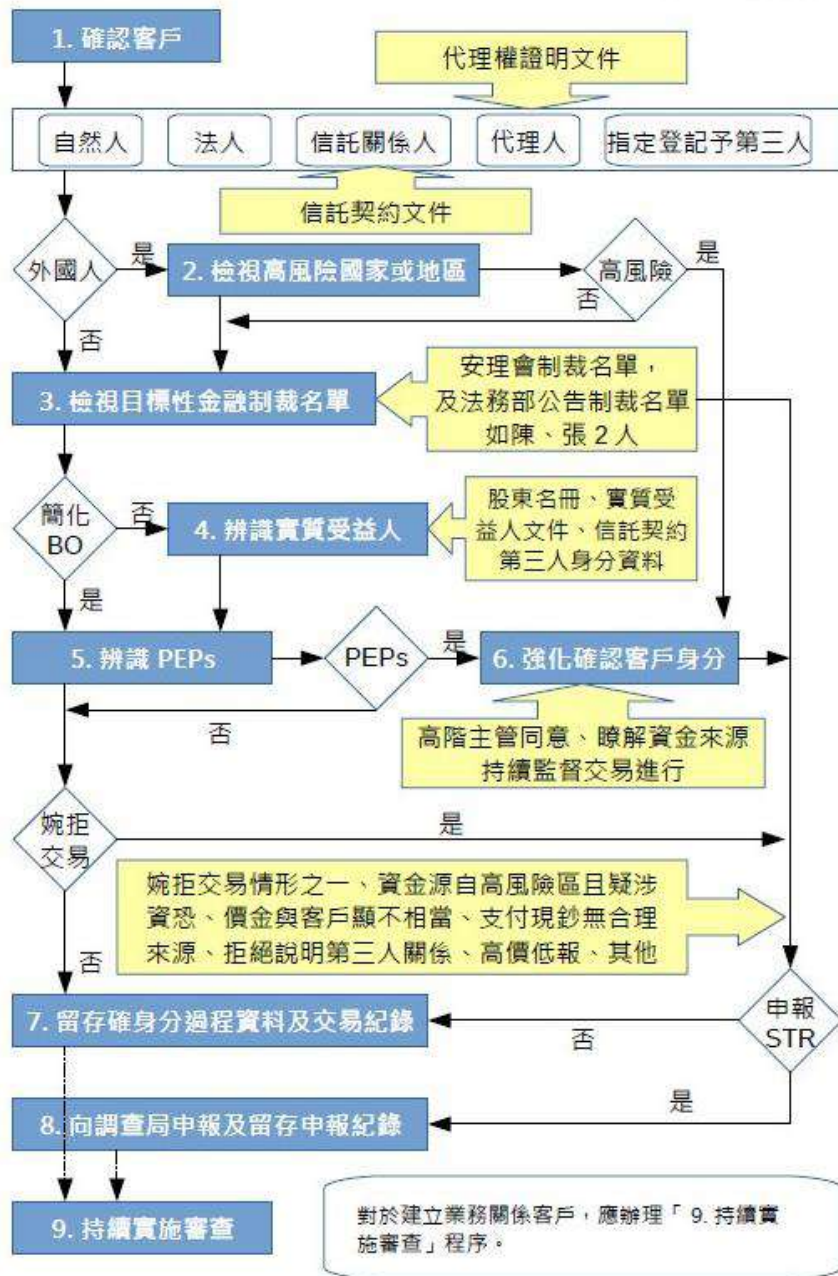 1. 確認客戶
代理權證明文件
自然人
法人
信託關係人
代理人
指定登記予第三人
信託契約文件
外國人
是
2. 檢視高風險國家或地區
高風險
是
否
否
3. 檢視目標性金融制裁名單
安理會制裁名單，
及法務部公告制裁名單
如陳、張 2 人
簡化
BO
否
4. 辨識實質受益人
股東名冊、實質受
益人文件、信託契約
第三人身分資料
是
5. 辨識 PEPs
PEPs
是
6. 強化確認客戶身分
否
高階主管同意、瞭解資金來源
持續監督交易進行
婉拒
交易
是
婉拒交易情形之一、資金源自高風險區且疑涉
資恐、價金與客戶顯不相當、支付現鈔無合理
來源、拒絕說明第三人關係、高價低報、其他
否
7. 留存確身分過程資料及交易紀錄
否
申報
STR
是
8. 向調查局申報及留存申報紀錄
9. 持續實施審查
對於建立業務關係客戶，應辦理「 9. 持續實
施審查」程序。